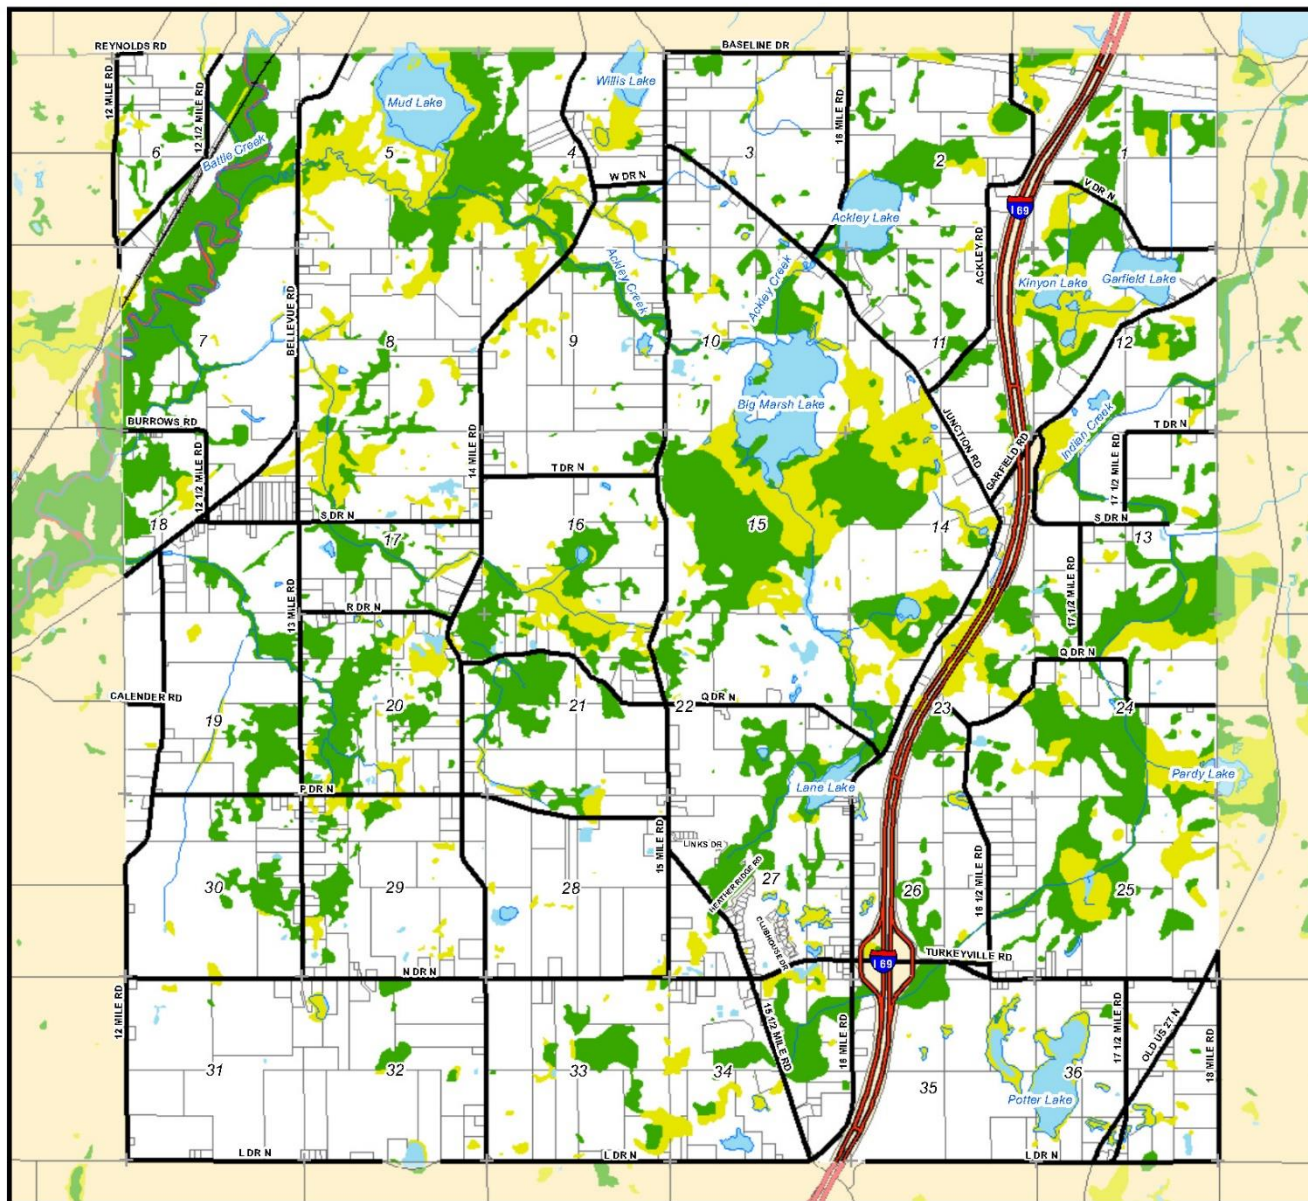 REYNOLDS RD
BASELINE DR
12 MILE RD
12 1/2 MILE RD
Mud Lake
Willis Lake
16 MILE RD
6
Battle Creek
5
4
3
2
1
W DR N
V DR N
Ackley Lake
I 69
ACKLEY RD
Ackley Creek
Ackley Creek
Kinyon Lake
Garfield Lake
BELLEVUE RD
7
8
9
10
11
12
Big Marsh Lake
JUNCTION RD
GARFIELD RD
Indian Creek
BURROWS RD
12 1/2 MILE RD
14 MILE RD
T DR N
T DR N
17 1/2 MILE RD
S DR N
S DR N
18
17
16
15
14
13
13 MILE RD
R DR N
17 1/2 MILE RD
Q DR N
CALENDER RD
Q DR N
19
20
21
22
23
24
Lane Lake
Pardy Lake
P DR N
15 MILE RD
LINKS DR
HEATHER RIDGE RD
16 1/2 MILE RD
30
29
28
27
26
25
CLUBHOUSE DR
TURKEYVILLE RD
I 69
N DR N
12 MILE RD
15 1/2 MILE RD
16 MILE RD
17 1/2 MILE RD
OLD US 27 N
18 MILE RD
31
32
33
34
35
36
Potter Lake
L DR N
L DR N
L DR N